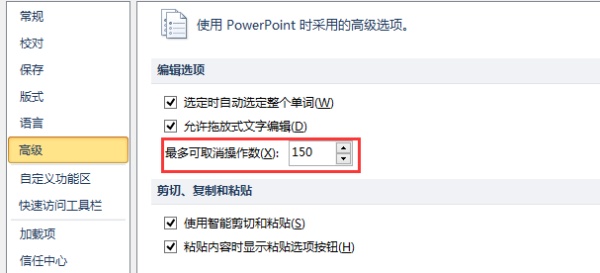 常规
校对
保存
版式
语言
高级
自定义功能区
快速访问工具栏
加载项
信任中心
使用 PowerPoint 时采用的高级选项。
编辑选项
选定时自动选定整个单词(W)
允许拖放式文字编辑(D)
最多可取消操作数(X): 150
剪切、复制和粘贴
使用智能剪切和粘贴(S)
粘贴内容时显示粘贴选项按钮(H)